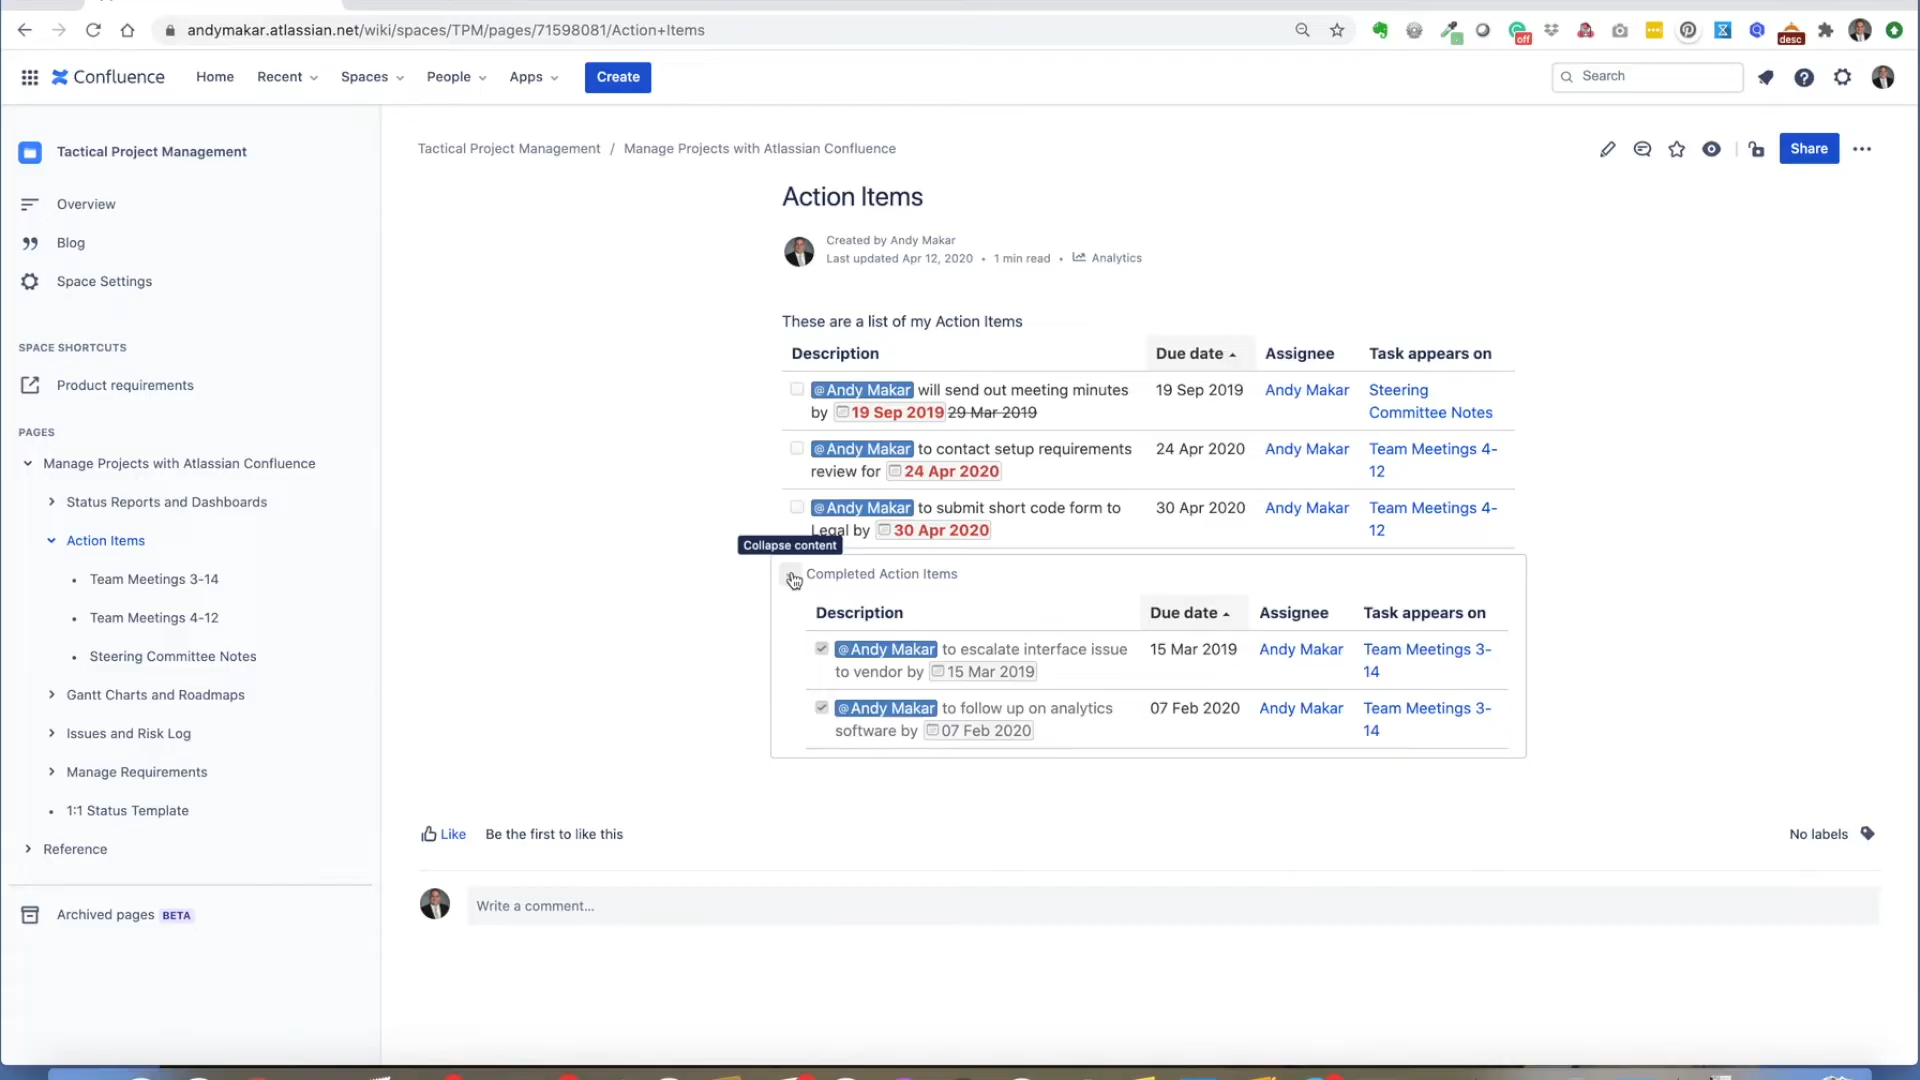 andymakar.atlassian.net/wiki/spaces/TPM/pages/71598081/Action+Items
off
desc
Confluence
Home
Recent
Spaces
People
Apps
Create
Search
Tactical Project Management
Overview
Blog
Space Settings
SPACE SHORTCUTS
Product requirements
PAGES
Manage Projects with Atlassian Confluence
Status Reports and Dashboards
Action Items
Team Meetings 3-14
Team Meetings 4-12
Steering Committee Notes
Gantt Charts and Roadmaps
Issues and Risk Log
Manage Requirements
1:1 Status Template
Reference
Archived pages BETA
Tactical Project Management / Manage Projects with Atlassian Confluence
Share
Action Items
Created by Andy Makar
Last updated Apr 12, 2020 • 1 min read • Analytics
These are a list of my Action Items
Description Due date Assignee Task appears on
@Andy Makar will send out meeting minutes 19 Sep 2019 Andy Makar Steering
by 19 Sep 2019 29 Mar 2019 Committee Notes
@Andy Makar to contact setup requirements 24 Apr 2020 Andy Makar Team Meetings 4-
review for 24 Apr 2020 12
@Andy Makar to submit short code form to 30 Apr 2020 Andy Makar Team Meetings 4-
Legal by 30 Apr 2020 12
Collapse content
Completed Action Items
Description Due date Assignee Task appears on
@Andy Makar to escalate interface issue 15 Mar 2019 Andy Makar Team Meetings 3-
to vendor by 15 Mar 2019 14
@Andy Makar to follow up on analytics 07 Feb 2020 Andy Makar Team Meetings 3-
software by 07 Feb 2020 14
Like Be the first to like this
No labels
Write a comment...